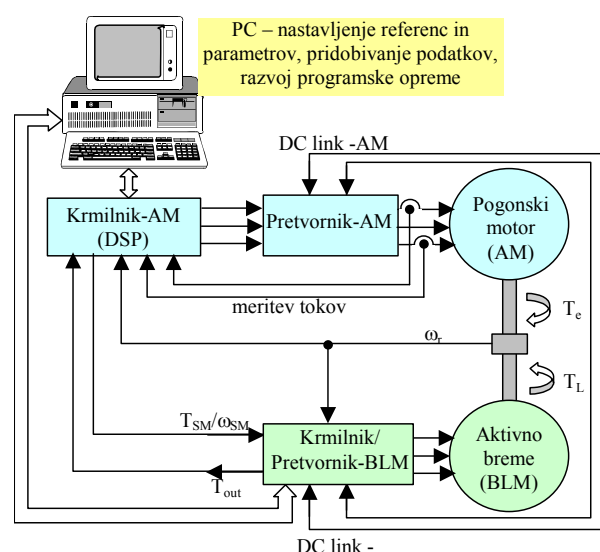 PC – nastavljenje referenc in
parametrov, pridobivanje podatkov,
razvoj programske opreme
DC link -AM
Krmilnik-AM
(DSP)
Pretvornik-AM
Pogonski
motor
(AM)
meritev tokov
Te
ωr
TL
TSM/ωSM
Krmilnik/
Pretvornik-BLM
Aktivno
breme
(BLM)
Tout
DC link -